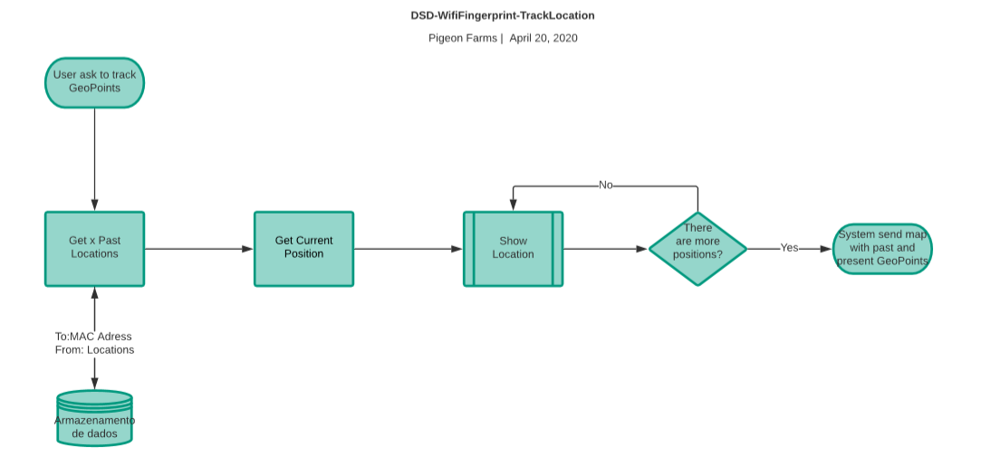 DSD-WifiFingerprint-TrackLocation
Pigeon Farms | April 20, 2020
User ask to track
GeoPoints
No
Get x Past
Locations
Get Current
Position
Show
Location
There
are more
positions?
Yes
System send map
with past and
present GeoPoints
To:MAC Adress
From: Locations
Armazenamento
de dados